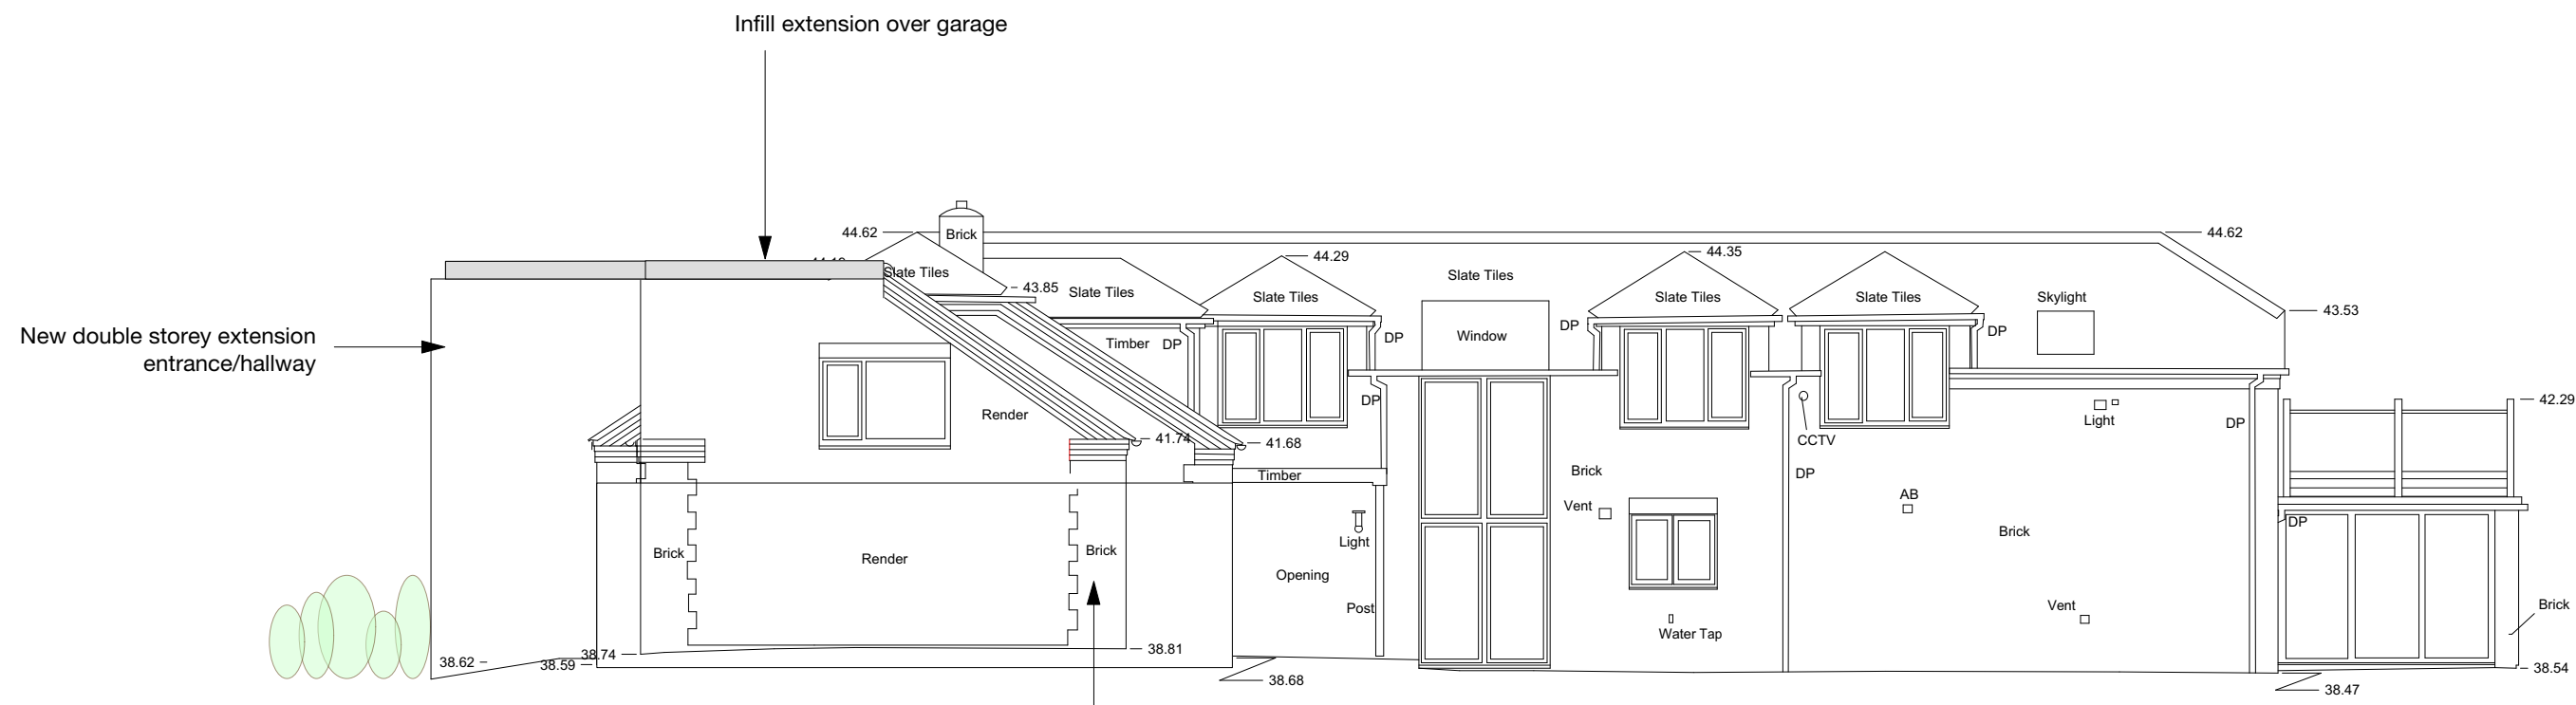 Infill extension over garage
44.62
Brick
44.62
44.35
44.29
Slate Tiles
Slate Tiles
43.85
Slate Tiles
Slate Tiles
Slate Tiles
Slate Tiles
Skylight
43.53
New double storey extension
entrance/hallway
Timber
DP
DP
Window
DP
DP
Render
DP
CCTV
Light
DP
42.29
41.74
41.68
Timber
Brick
DP
Vent
AB
Brick
DP
Light
Brick
Render
Brick
Opening
Post
Water Tap
Vent
Brick
38.62
38.59
38.74
38.81
38.68
38.54
38.47